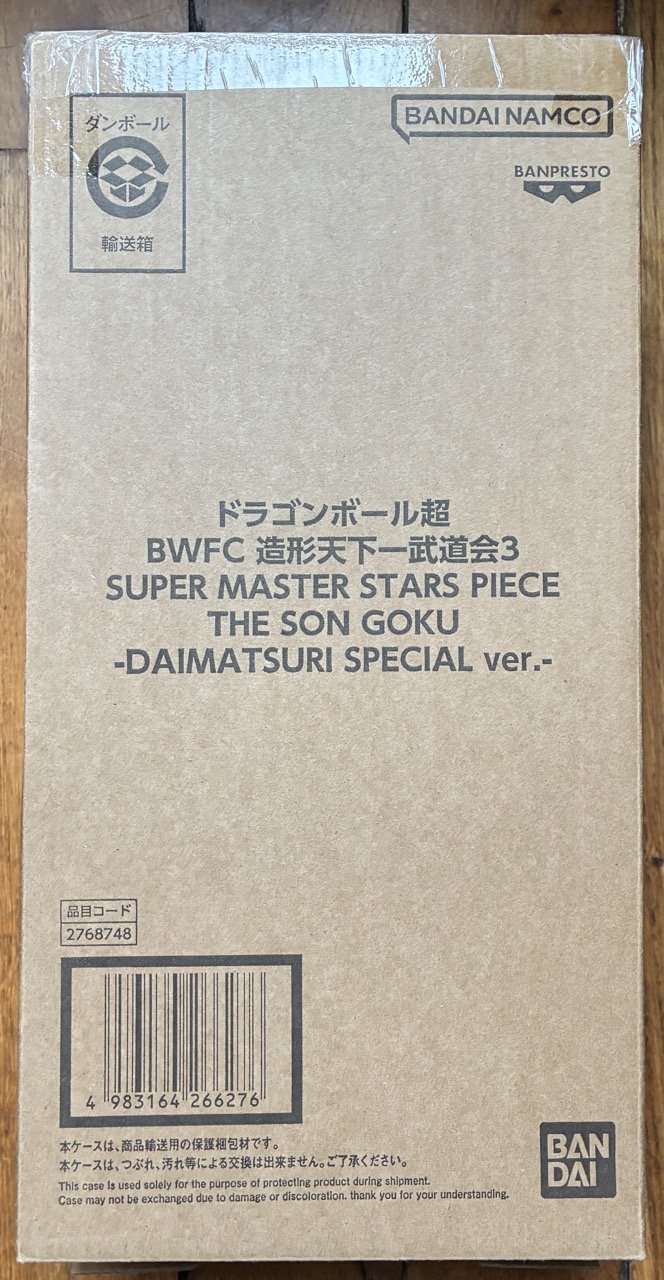 ダンボール
輸送箱
BANDAI NAMCO
BANPRESTO
ドラゴンボール超
BWFC 造形天下一武道会3
SUPER MASTER STARS PIECE
THE SON GOKU
-DAIMATSURI SPECIAL ver.-
品目コード
2768748
4 983164 266276
本ケースは、商品輸送用の保護梱包材です。
本ケースは、つぶれ、汚れ等による交換は出来ません。ご了承ください。
This case is used solely for the purpose of protecting product during shipment.
Case may not be exchanged due to damage or discoloration. thank you for your understanding.
BAN
DAI